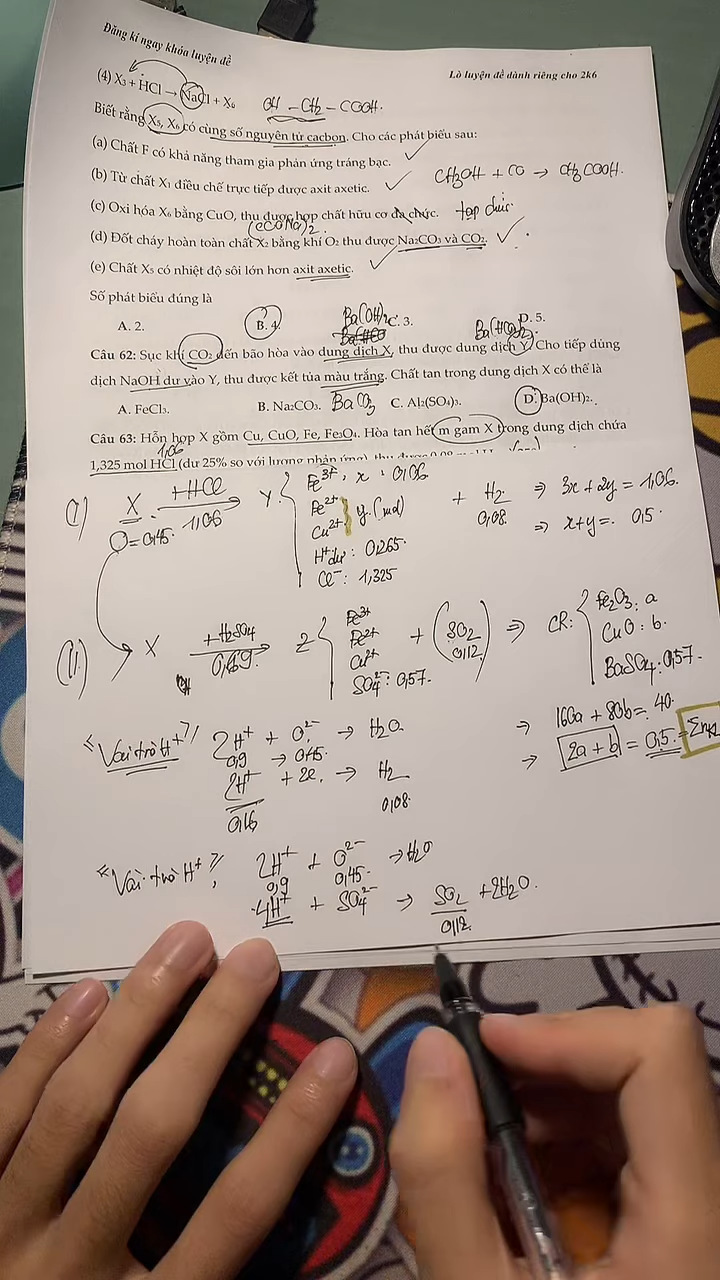 Đăng kí ngay khóa luyện đề
Lò luyện đề dành riêng cho 2k6
(4) X₃ + HCl → NaCl + X₆
OH – CH₂ – COOH.
Biết rằng X₅, X₆ có cùng số nguyên tử cacbon. Cho các phát biểu sau:
(a) Chất F có khả năng tham gia phản ứng tráng bạc.
CH₃OH + CO → CH₃COOH.
(b) Từ chất X₁ điều chế trực tiếp được axit axetic.
(c) Oxi hóa X₆ bằng CuO, thu được hợp chất hữu cơ đa chức. tạp chức.
(COONa)₂.
(d) Đốt cháy hoàn toàn chất X₂ bằng khí O₂ thu được Na₂CO₃ và CO₂.
(e) Chất X₅ có nhiệt độ sôi lớn hơn axit axetic.
Số phát biểu đúng là
A. 2. B. 4. C. 3. D. 5.
Ba(OH)₂ Ba(HCO₃)₂.
Câu 62: Sục khí CO₂ đến bão hòa vào dung dịch X, thu được dung dịch Y. Cho tiếp dung
dịch NaOH dư vào Y, thu được kết tủa màu trắng. Chất tan trong dung dịch X có thể là
A. FeCl₃. B. Na₂CO₃. BaCO₃ C. Al₂(SO₄)₃. D. Ba(OH)₂.
Câu 63: Hỗn hợp X gồm Cu, CuO, Fe, Fe₃O₄. Hòa tan hết m gam X trong dung dịch chứa
1,06
1,325 mol HCl (dư 25% so với lượng phản ứng)
(I) X + HCl → Y { Fe³⁺: x : 0,06
O = 0,45 1,06
Fe²⁺
Cu²⁺ } y (mol)
H⁺ dư : 0,265
Cl⁻ : 1,325
+ H₂ ⇒ 3x + 2y = 1,06.
0,08. ⇒ x + y = 0,5.
(II) X + H₂SO₄ → Z { Fe³⁺
0,69.
Fe²⁺
Cu²⁺
SO₄²⁻ : 0,57.
+ (SO₂ 0,12) ⇒ CR: { Fe₂O₃ : a
CuO : b.
BaSO₄ : 0,57.
⇒ 160a + 80b = 40.
⇒ 2a + b = 0,5 =
"Vai trò H⁺" 2H⁺ + O²⁻ → H₂O
0,9 → 0,45.
2H⁺ + 2e → H₂
0,16 0,08.
"Vai trò H⁺" 2H⁺ + O²⁻ → H₂O
0,9 0,45.
4H⁺ + SO₄²⁻ → SO₂ + 2H₂O.
0,12.